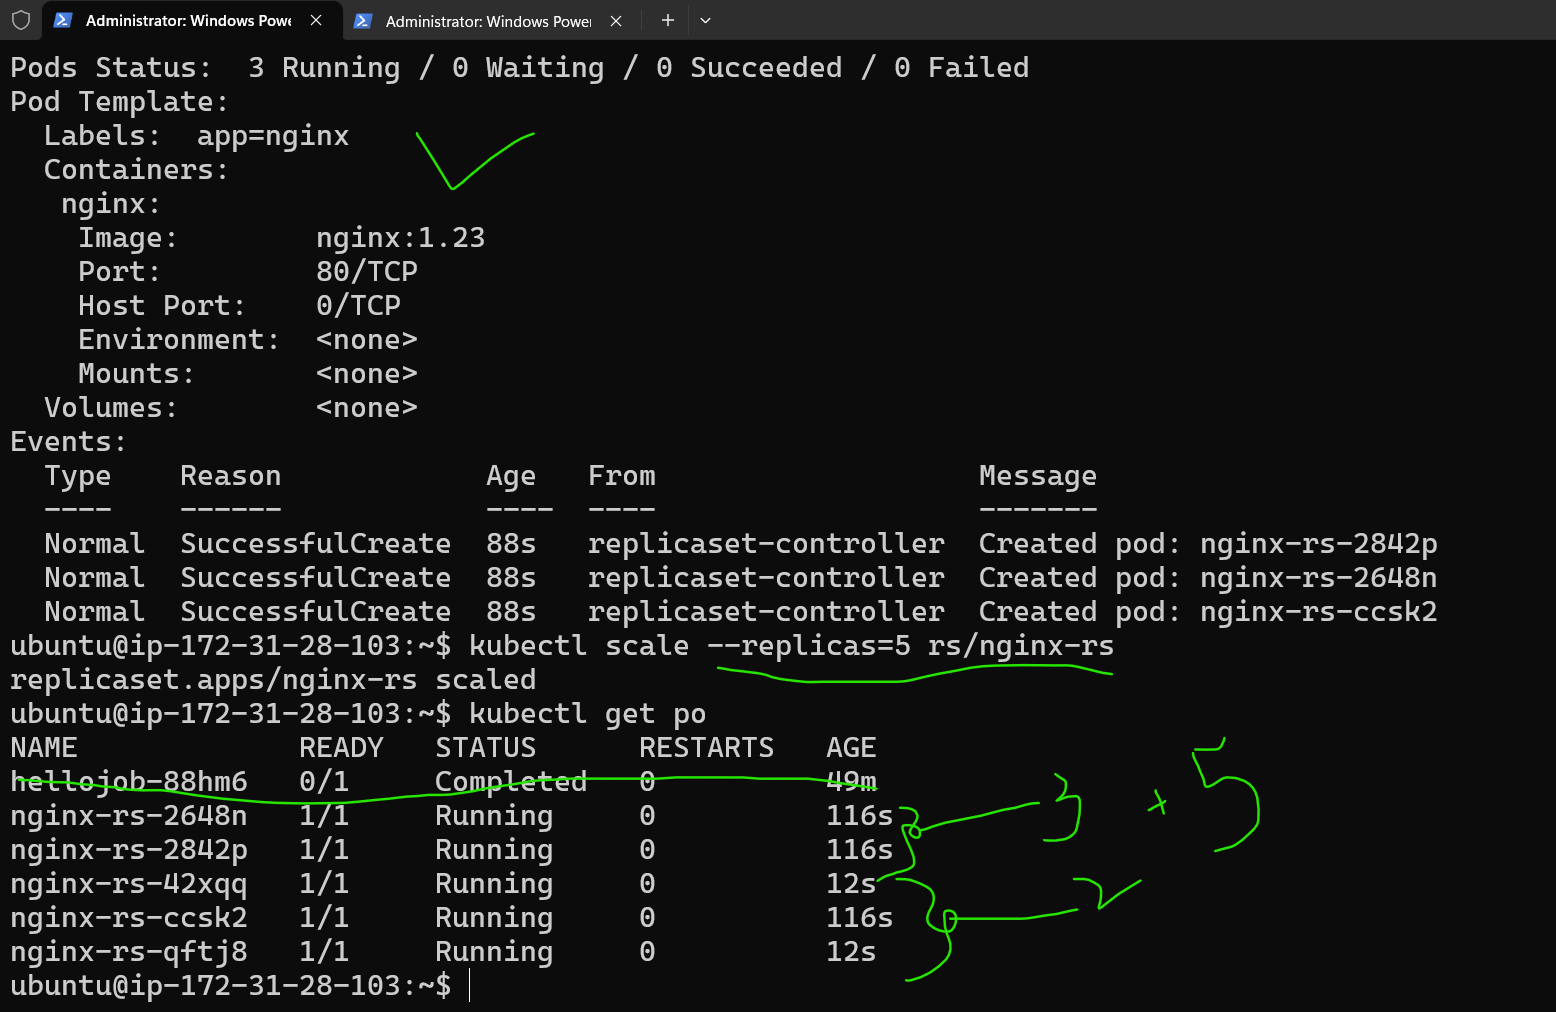 Administrator: Windows Powe
Administrator: Windows Power
Pods Status:  3 Running / 0 Waiting / 0 Succeeded / 0 Failed
Pod Template:
  Labels:  app=nginx
  Containers:
   nginx:
    Image:        nginx:1.23
    Port:         80/TCP
    Host Port:    0/TCP
    Environment:  <none>
    Mounts:       <none>
  Volumes:        <none>
Events:
  Type    Reason            Age   From                   Message
  ----    ------            ----  ----                   -------
  Normal  SuccessfulCreate  88s   replicaset-controller  Created pod: nginx-rs-2842p
  Normal  SuccessfulCreate  88s   replicaset-controller  Created pod: nginx-rs-2648n
  Normal  SuccessfulCreate  88s   replicaset-controller  Created pod: nginx-rs-ccsk2
ubuntu@ip-172-31-28-103:~$ kubectl scale --replicas=5 rs/nginx-rs
replicaset.apps/nginx-rs scaled
ubuntu@ip-172-31-28-103:~$ kubectl get po
NAME             READY   STATUS      RESTARTS   AGE
hellojob-88hm6   0/1     Completed   0          49m
nginx-rs-2648n   1/1     Running     0          116s
3 + 5
nginx-rs-2842p   1/1     Running     0          116s
nginx-rs-42xqq   1/1     Running     0          12s
2
nginx-rs-ccsk2   1/1     Running     0          116s
nginx-rs-qftj8   1/1     Running     0          12s
ubuntu@ip-172-31-28-103:~$